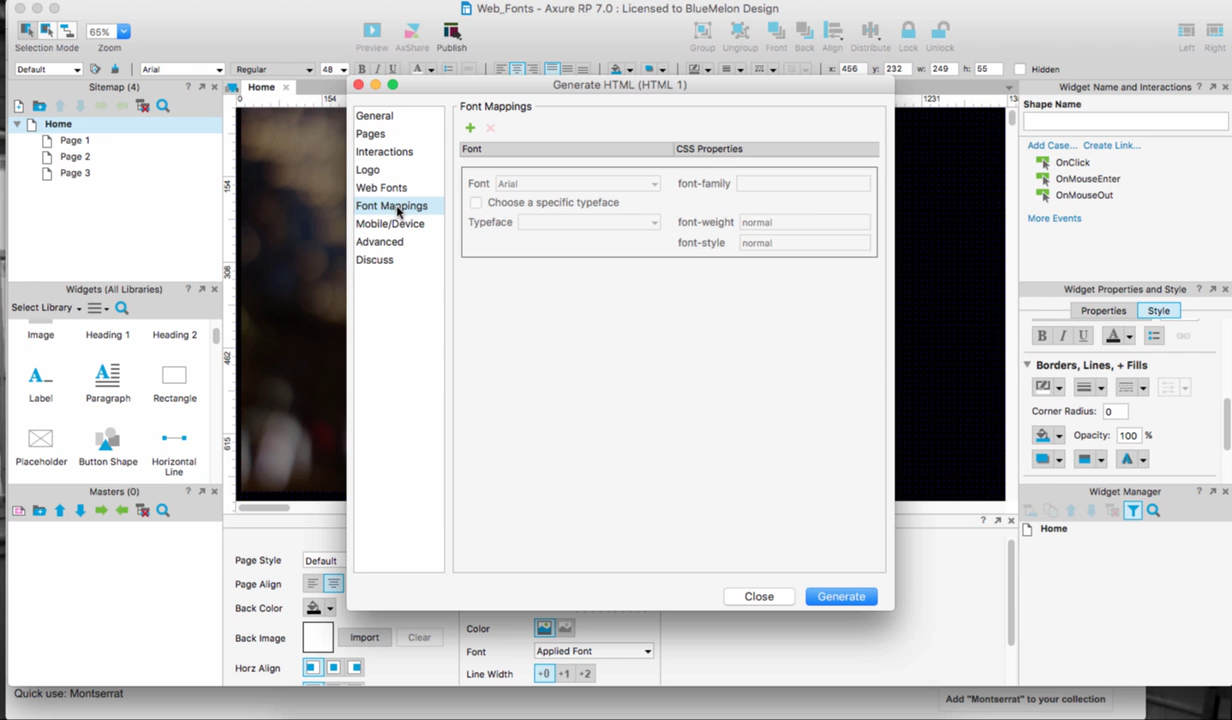 Web_Fonts - Axure RP 7.0 : Licensed to BlueMelon Design
65%
Selection Mode Zoom Preview AxShare Publish Group Ungroup Front Back Align Distribute Lock Unlock Left Right
Default Arial Regular 48 B I U A x: 456 y: 232 w: 249 h: 55 Hidden
Sitemap (4)
Home
Page 1
Page 2
Page 3
Widgets (All Libraries)
Select Library
Image Heading 1 Heading 2
Label Paragraph Rectangle
Placeholder Button Shape Horizontal
Line
Masters (0)
Home
0 154 1231
154
308
462
615
Generate HTML (HTML 1)
General
Pages
Interactions
Logo
Web Fonts
Font Mappings
Mobile/Device
Advanced
Discuss
Font Mappings
Font CSS Properties
Font Arial font-family
Choose a specific typeface
Typeface font-weight normal
font-style normal
Close Generate
Page Style Default
Page Align
Back Color
Back Image Import Clear
Horz Align
Color
Font Applied Font
Line Width +0 +1 +2
Widget Name and Interactions
Shape Name
Add Case... Create Link...
OnClick
OnMouseEnter
OnMouseOut
More Events
Widget Properties and Style
Properties Style
B I U A
Borders, Lines, + Fills
Corner Radius: 0
Opacity: 100 %
A
Widget Manager
Home
Quick use: Montserrat
Add "Montserrat" to your collection